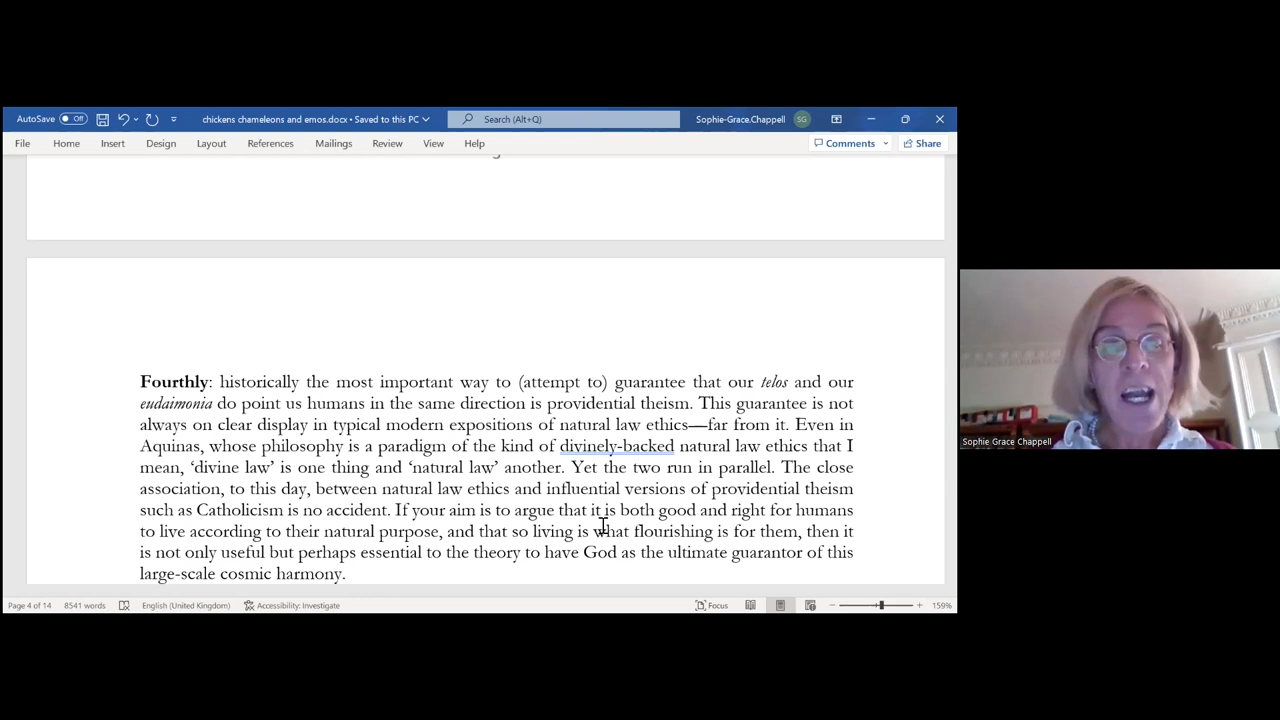 AutoSave Off chickens chameleons and emos.docx • Saved to this PC Search (Alt+Q) Sophie-Grace.Chappell SG
File Home Insert Design Layout References Mailings Review View Help Comments Share
Fourthly: historically the most important way to (attempt to) guarantee that our telos and our
eudaimonia do point us humans in the same direction is providential theism. This guarantee is not
always on clear display in typical modern expositions of natural law ethics—far from it. Even in
Aquinas, whose philosophy is a paradigm of the kind of divinely-backed natural law ethics that I
mean, ‘divine law’ is one thing and ‘natural law’ another. Yet the two run in parallel. The close
association, to this day, between natural law ethics and influential versions of providential theism
such as Catholicism is no accident. If your aim is to argue that it is both good and right for humans
to live according to their natural purpose, and that so living is what flourishing is for them, then it
is not only useful but perhaps essential to the theory to have God as the ultimate guarantor of this
large-scale cosmic harmony.
Sophie Grace Chappell
Page 4 of 14 8541 words English (United Kingdom) Accessibility: Investigate Focus 159%